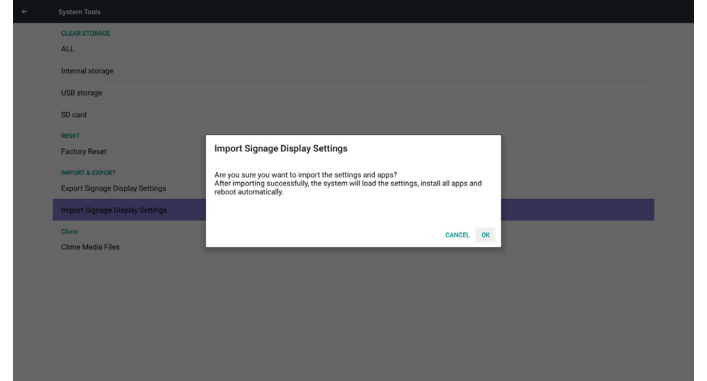 System Tools
CLEAR STORAGE
ALL
Internal storage
USB storage
SD card
RESET
Factory Reset
IMPORT & EXPORT
Export Signage Display Settings
Import Signage Display Settings
Clone
Clone Media Files
Import Signage Display Settings
Are you sure you want to import the settings and apps?
After importing successfully, the system will load the settings, install all apps and
reboot automatically.
CANCEL OK